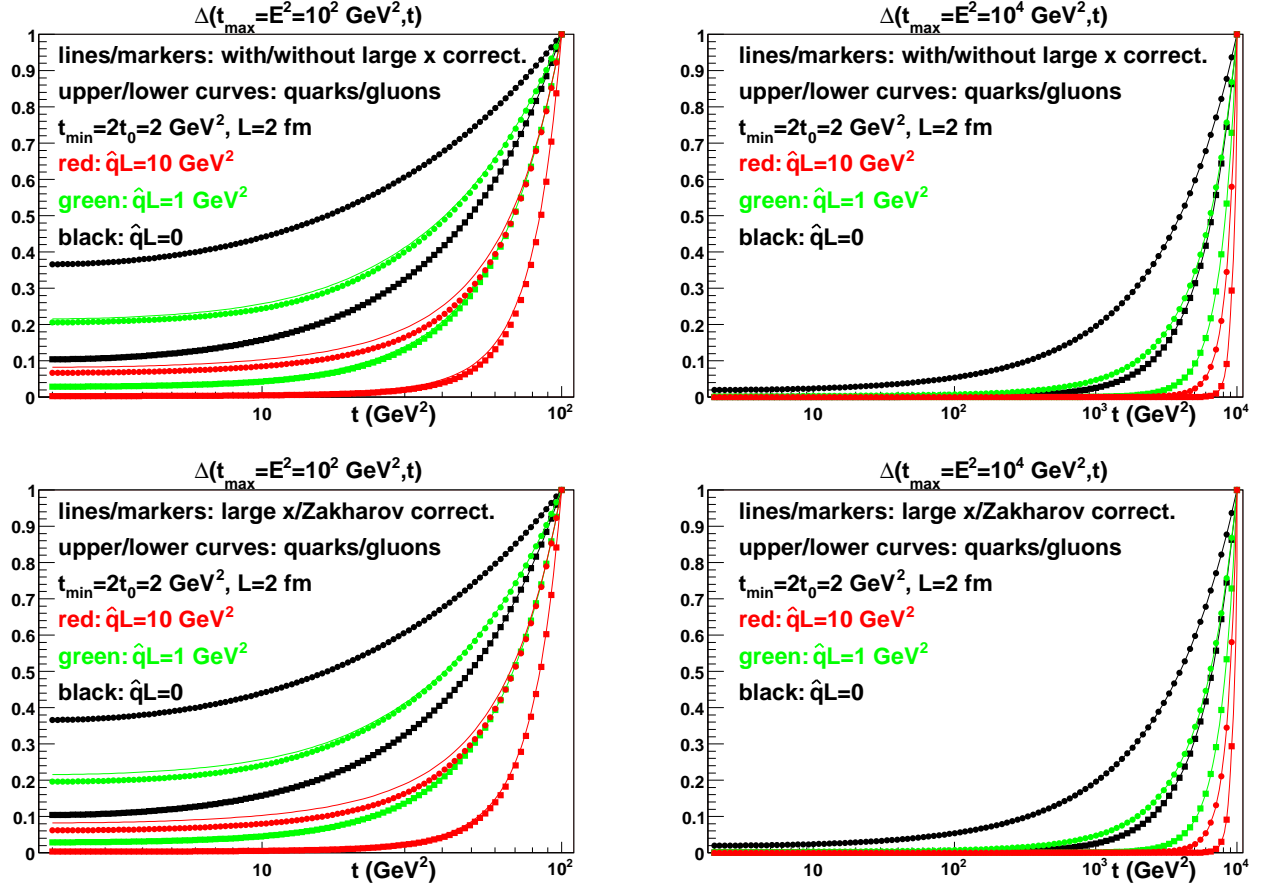 Δ(t_max=E²=10² GeV²,t)
lines/markers: with/without large x correct.
upper/lower curves: quarks/gluons
t_min=2t_0=2 GeV², L=2 fm
red: q̂L=10 GeV²
green: q̂L=1 GeV²
black: q̂L=0
1
0.9
0.8
0.7
0.6
0.5
0.4
0.3
0.2
0.1
0
10 t (GeV²) 10²
Δ(t_max=E²=10⁴ GeV²,t)
lines/markers: with/without large x correct.
upper/lower curves: quarks/gluons
t_min=2t_0=2 GeV², L=2 fm
red: q̂L=10 GeV²
green: q̂L=1 GeV²
black: q̂L=0
1
0.9
0.8
0.7
0.6
0.5
0.4
0.3
0.2
0.1
0
10 10² 10³ t (GeV²) 10⁴
Δ(t_max=E²=10² GeV²,t)
lines/markers: large x/Zakharov correct.
upper/lower curves: quarks/gluons
t_min=2t_0=2 GeV², L=2 fm
red: q̂L=10 GeV²
green: q̂L=1 GeV²
black: q̂L=0
1
0.9
0.8
0.7
0.6
0.5
0.4
0.3
0.2
0.1
0
10 t (GeV²) 10²
Δ(t_max=E²=10⁴ GeV²,t)
lines/markers: large x/Zakharov correct.
upper/lower curves: quarks/gluons
t_min=2t_0=2 GeV², L=2 fm
red: q̂L=10 GeV²
green: q̂L=1 GeV²
black: q̂L=0
1
0.9
0.8
0.7
0.6
0.5
0.4
0.3
0.2
0.1
0
10 10² 10³ t (GeV²) 10⁴